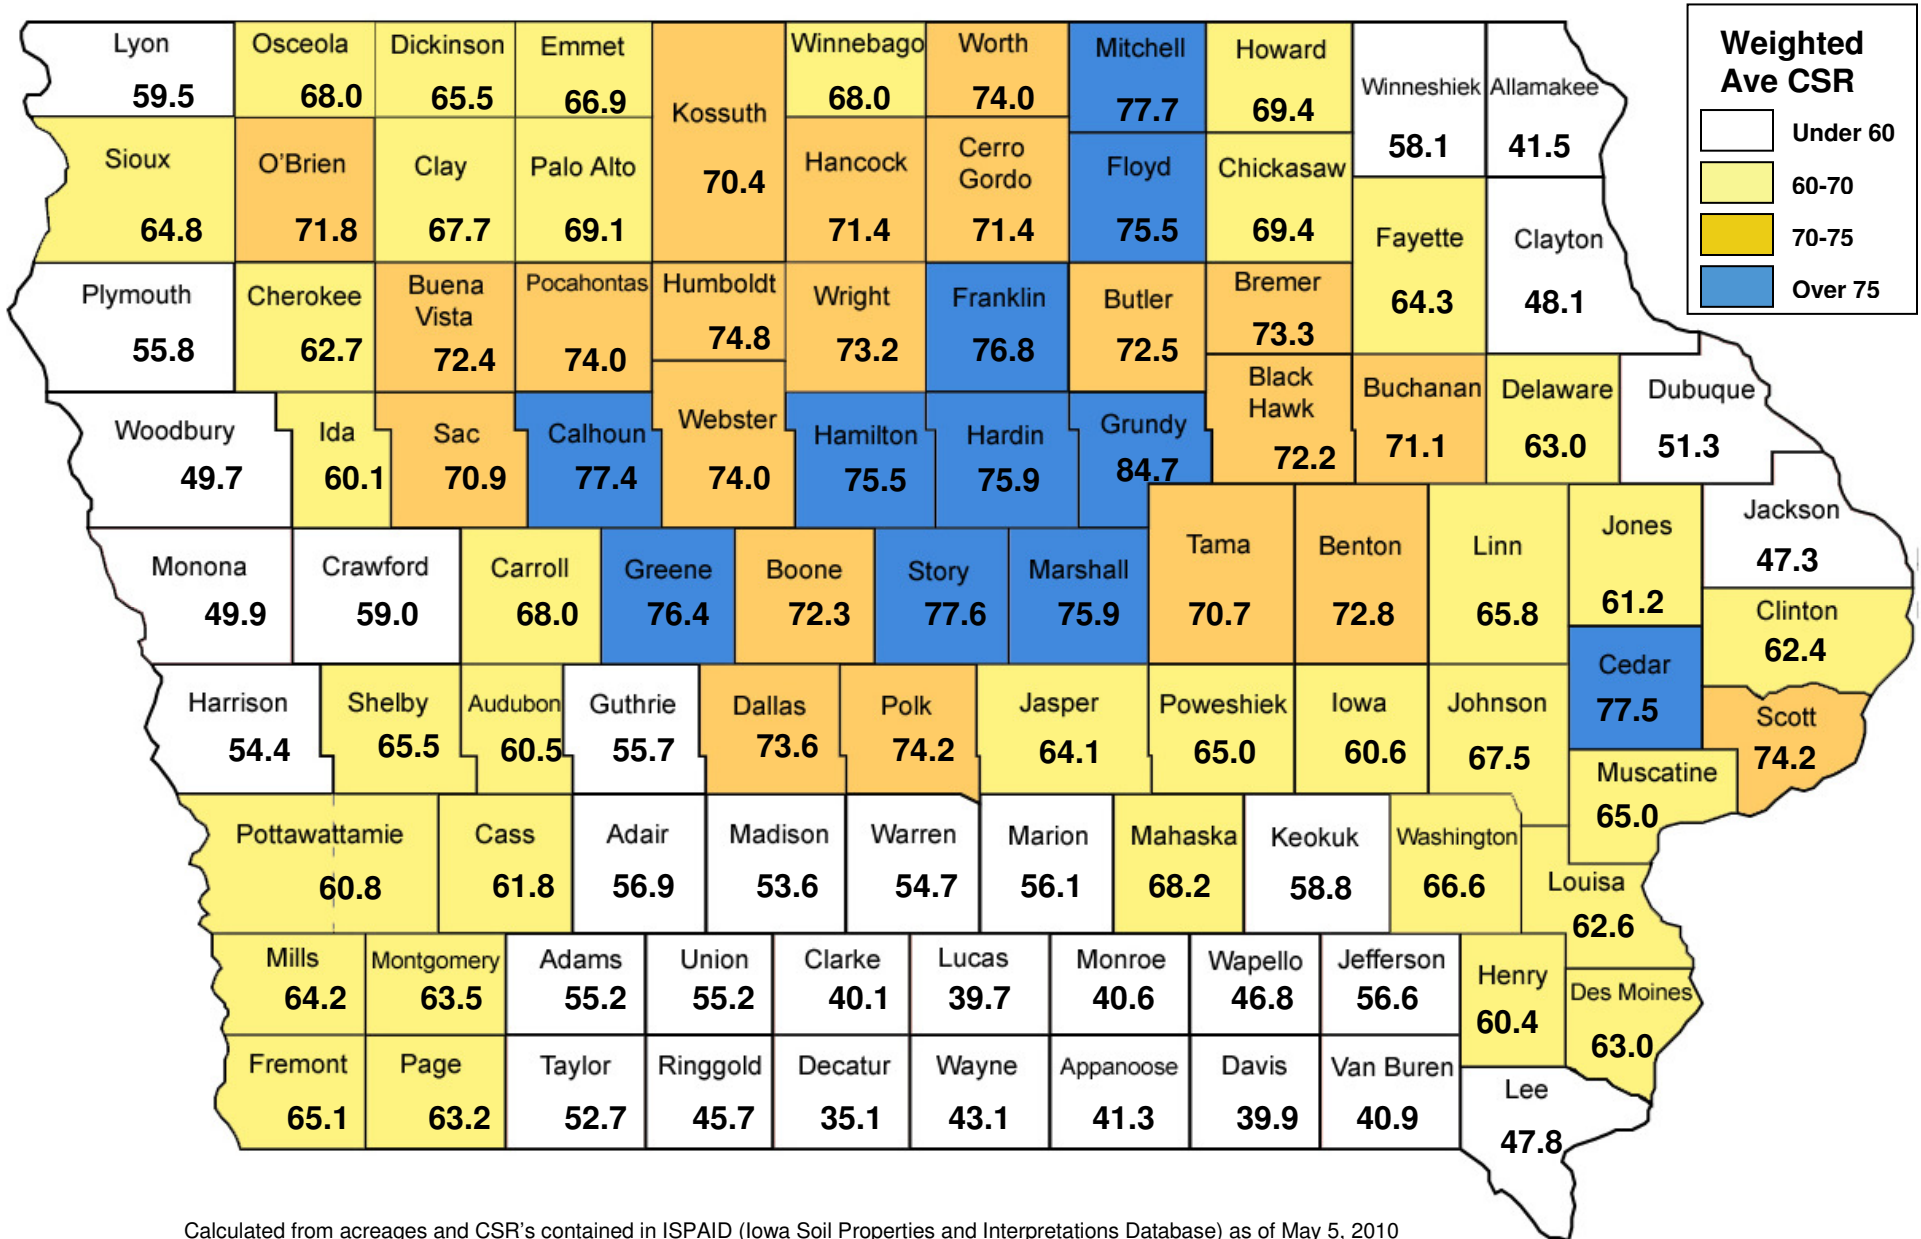 Weighted
Ave CSR
Under 60
60-70
70-75
Over 75
Lyon
59.5
Osceola
68.0
Dickinson
65.5
Emmet
66.9
Kossuth
70.4
Winnebago
68.0
Worth
74.0
Mitchell
77.7
Howard
69.4
Winneshiek
58.1
Allamakee
41.5
Sioux
64.8
O'Brien
71.8
Clay
67.7
Palo Alto
69.1
Hancock
71.4
Cerro
Gordo
71.4
Floyd
75.5
Chickasaw
69.4
Fayette
64.3
Clayton
48.1
Plymouth
55.8
Cherokee
62.7
Buena
Vista
72.4
Pocahontas
74.0
Humboldt
74.8
Wright
73.2
Franklin
76.8
Butler
72.5
Bremer
73.3
Black
Hawk
72.2
Buchanan
71.1
Delaware
63.0
Dubuque
51.3
Woodbury
49.7
Ida
60.1
Sac
70.9
Calhoun
77.4
Webster
74.0
Hamilton
75.5
Hardin
75.9
Grundy
84.7
Monona
49.9
Crawford
59.0
Carroll
68.0
Greene
76.4
Boone
72.3
Story
77.6
Marshall
75.9
Tama
70.7
Benton
72.8
Linn
65.8
Jones
61.2
Jackson
47.3
Clinton
62.4
Cedar
77.5
Scott
74.2
Harrison
54.4
Shelby
65.5
Audubon
60.5
Guthrie
55.7
Dallas
73.6
Polk
74.2
Jasper
64.1
Poweshiek
65.0
Iowa
60.6
Johnson
67.5
Muscatine
65.0
Pottawattamie
60.8
Cass
61.8
Adair
56.9
Madison
53.6
Warren
54.7
Marion
56.1
Mahaska
68.2
Keokuk
58.8
Washington
66.6
Louisa
62.6
Mills
64.2
Montgomery
63.5
Adams
55.2
Union
55.2
Clarke
40.1
Lucas
39.7
Monroe
40.6
Wapello
46.8
Jefferson
56.6
Henry
60.4
Des Moines
63.0
Fremont
65.1
Page
63.2
Taylor
52.7
Ringgold
45.7
Decatur
35.1
Wayne
43.1
Appanoose
41.3
Davis
39.9
Van Buren
40.9
Lee
47.8
Calculated from acreages and CSR's contained in ISPAID (Iowa Soil Properties and Interpretations Database) as of May 5, 2010